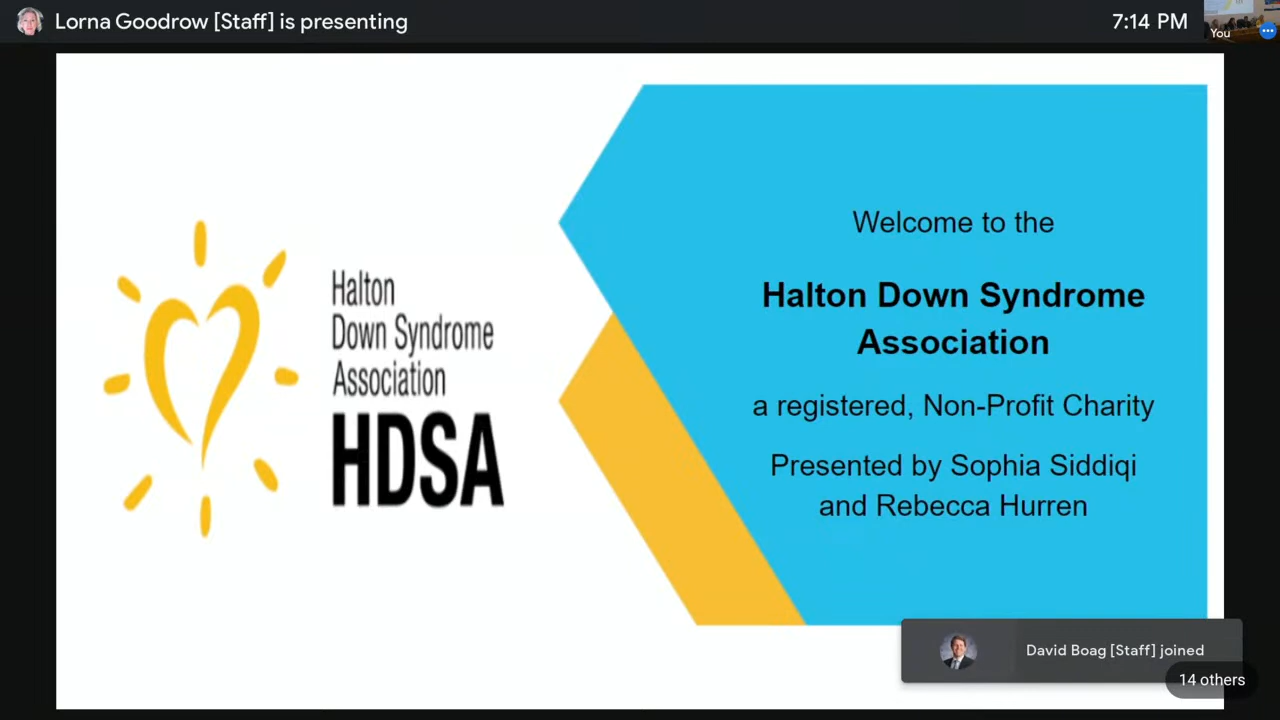 Lorna Goodrow [Staff] is presenting
7:14 PM
You
Halton
Down Syndrome
Association
HDSA
Welcome to the
Halton Down Syndrome
Association
a registered, Non-Profit Charity
Presented by Sophia Siddiqi
and Rebecca Hurren
David Boag [Staff] joined
14 others